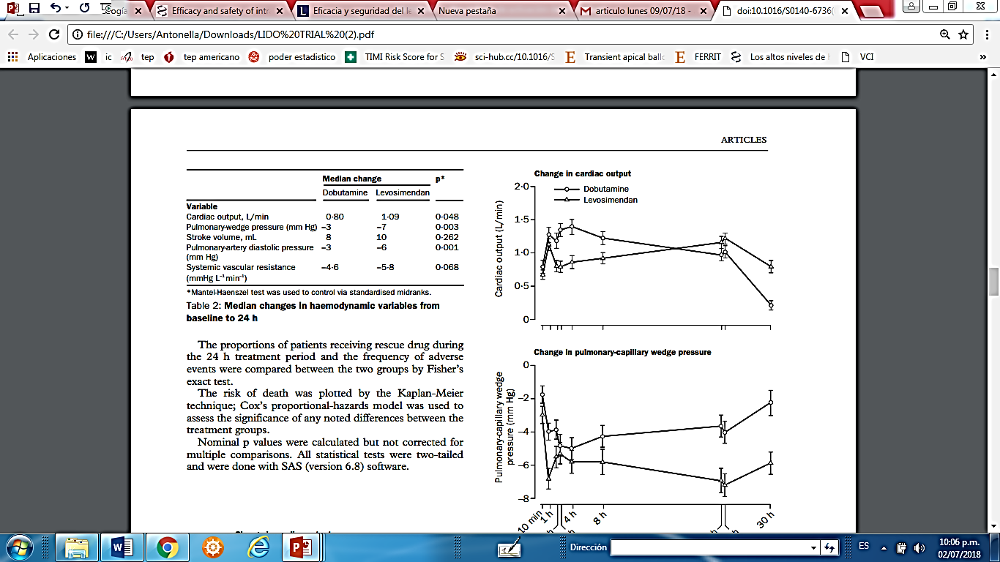 ogía
Efficacy and safety of intr
Eficacia y seguridad del le
Nueva pestaña
articulo lunes 09/07/18 -
doi:10.1016/S0140-6736(
file:///C:/Users/Antonella/Downloads/LIDO%20TRIAL%20(2).pdf
Aplicaciones
ic
tep
tep americano
poder estadistico
TIMI Risk Score for S
sci-hub.cc/10.1016/S
Transient apical ballo
FERRIT
Los altos niveles de
VCI
»
ARTICLES
Median change p*
Dobutamine Levosimendan
Variable
Cardiac output, L/min 0·80 1·09 0·048
Pulmonary-wedge pressure (mm Hg) –3 –7 0·003
Stroke volume, mL 8 10 0·262
Pulmonary-artery diastolic pressure –3 –6 0·001
(mm Hg)
Systemic vascular resistance –4·6 –5·8 0·068
(mmHg L⁻¹ min⁻¹)
*Mantel-Haenszel test was used to control via standardised midranks.
Table 2: Median changes in haemodynamic variables from
baseline to 24 h
The proportions of patients receiving rescue drug during
the 24 h treatment period and the frequency of adverse
events were compared between the two groups by Fisher's
exact test.
The risk of death was plotted by the Kaplan-Meier
technique; Cox's proportional-hazards model was used to
assess the significance of any noted differences between the
treatment groups.
Nominal p values were calculated but not corrected for
multiple comparisons. All statistical tests were two-tailed
and were done with SAS (version 6.8) software.
Change in cardiac output
Dobutamine
Levosimendan
Cardiac output (L/min)
2·0
1·5
1·0
0·5
0
Change in pulmonary-capillary wedge pressure
Pulmonary-capillary wedge
pressure (mm Hg)
0
–2
–4
–6
–8
10 min
1 h
4 h
8 h
30 h
Dirección
ES
10:06 p.m.
02/07/2018